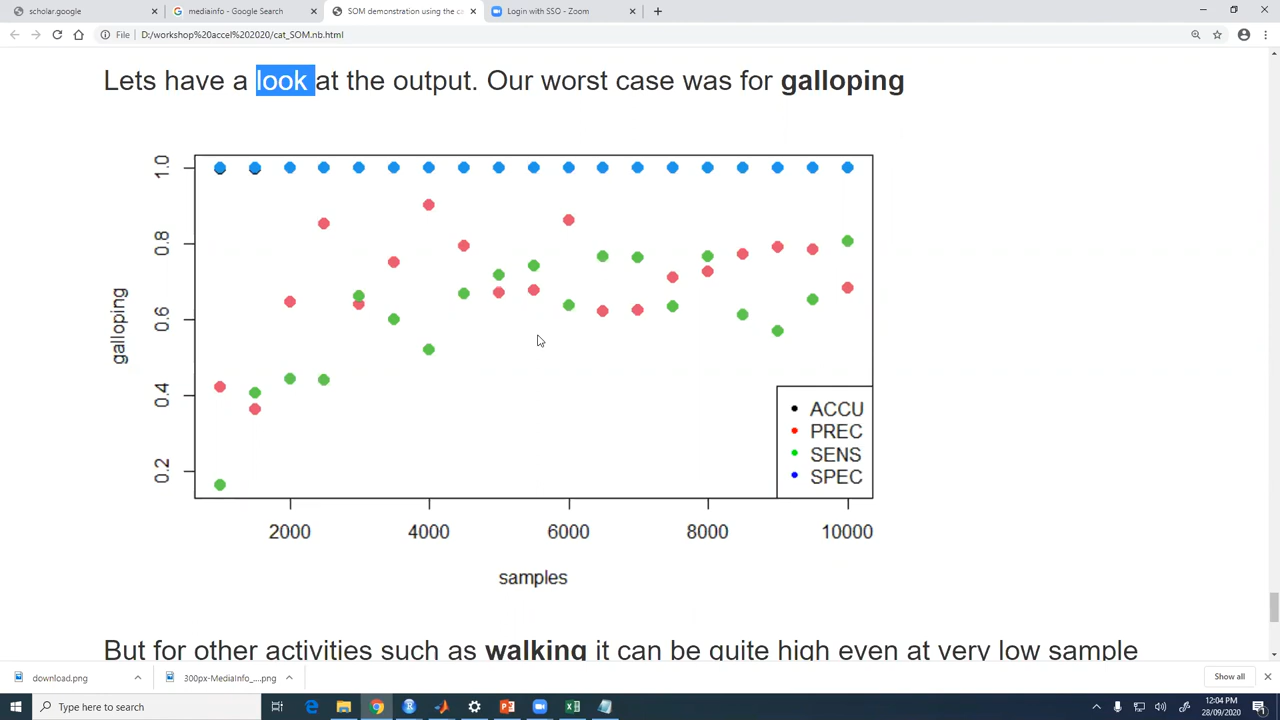 scholar.google
mediainfo - Google Search
SOM demonstration using the ca
Login with SSO - Zoom
File
D:/workshop%20accel%202020/cat_SOM.nb.html
Lets have a look at the output. Our worst case was for galloping
galloping
1.0
0.8
0.6
0.4
0.2
ACCU
PREC
SENS
SPEC
2000 4000 6000 8000 10000
samples
But for other activities such as walking it can be quite high even at very low sample
download.png
300px-MediaInfo_....png
Show all
Type here to search
12:04 PM
28/09/2020